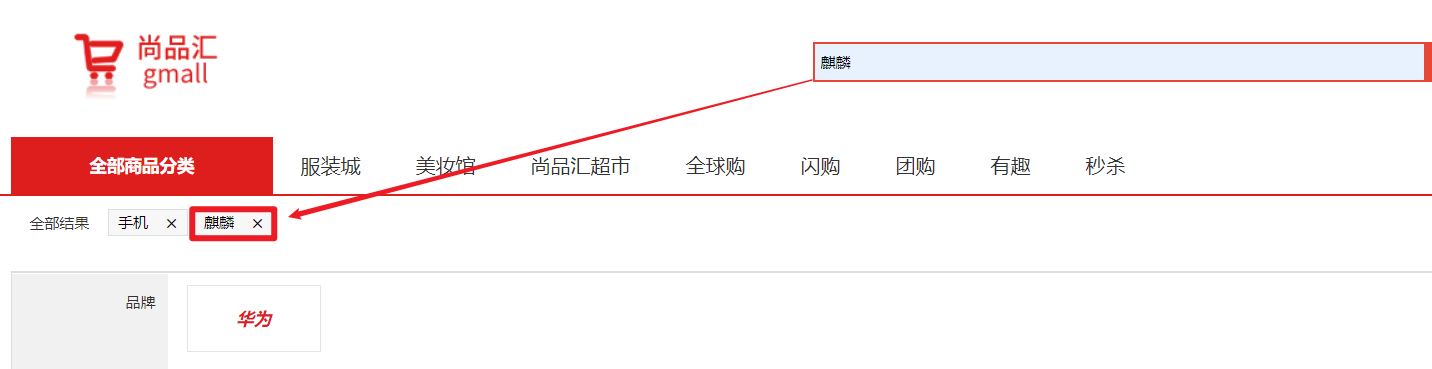 尚品汇
gmall
麒麟
全部商品分类 服装城 美妆馆 尚品汇超市 全球购 闪购 团购 有趣 秒杀
全部结果 手机 × 麒麟 ×
品牌
华为